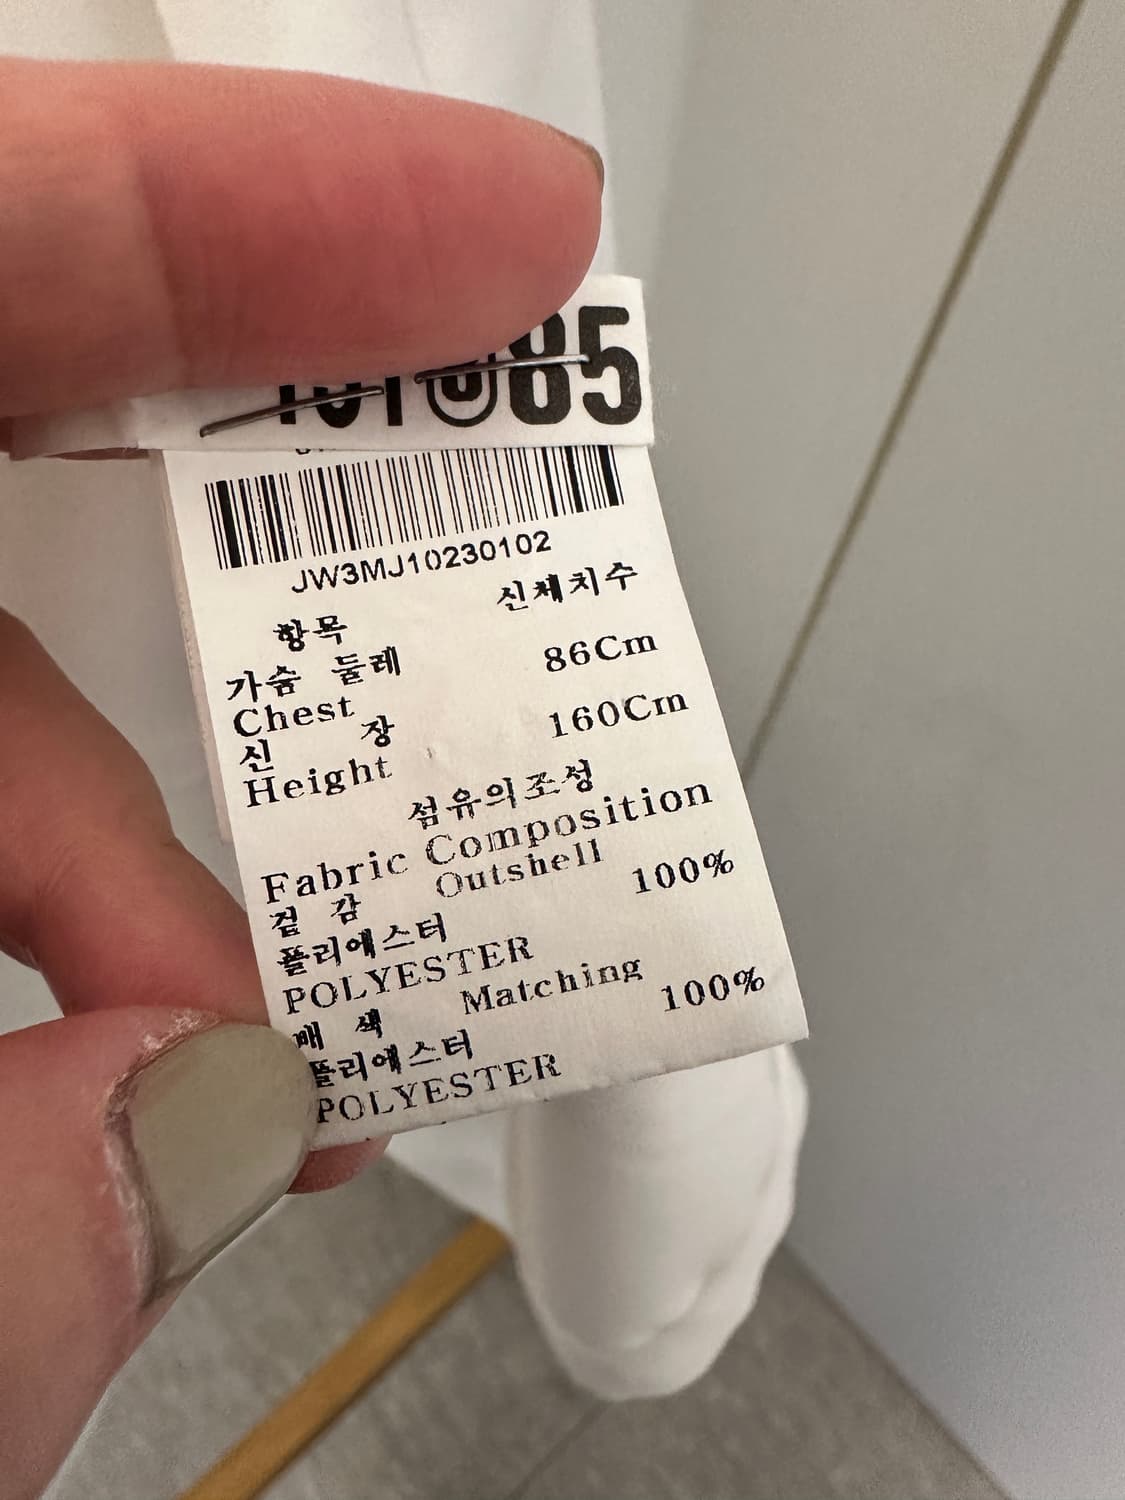 85
JW3MJ10230102
항목 신체치수
가슴 둘레 86Cm
Chest
신 장 160Cm
Height
섬유의조성
Fabric Composition
겉 감 Outshell
폴리에스터 100%
POLYESTER
배 색 Matching
폴리에스터 100%
POLYESTER